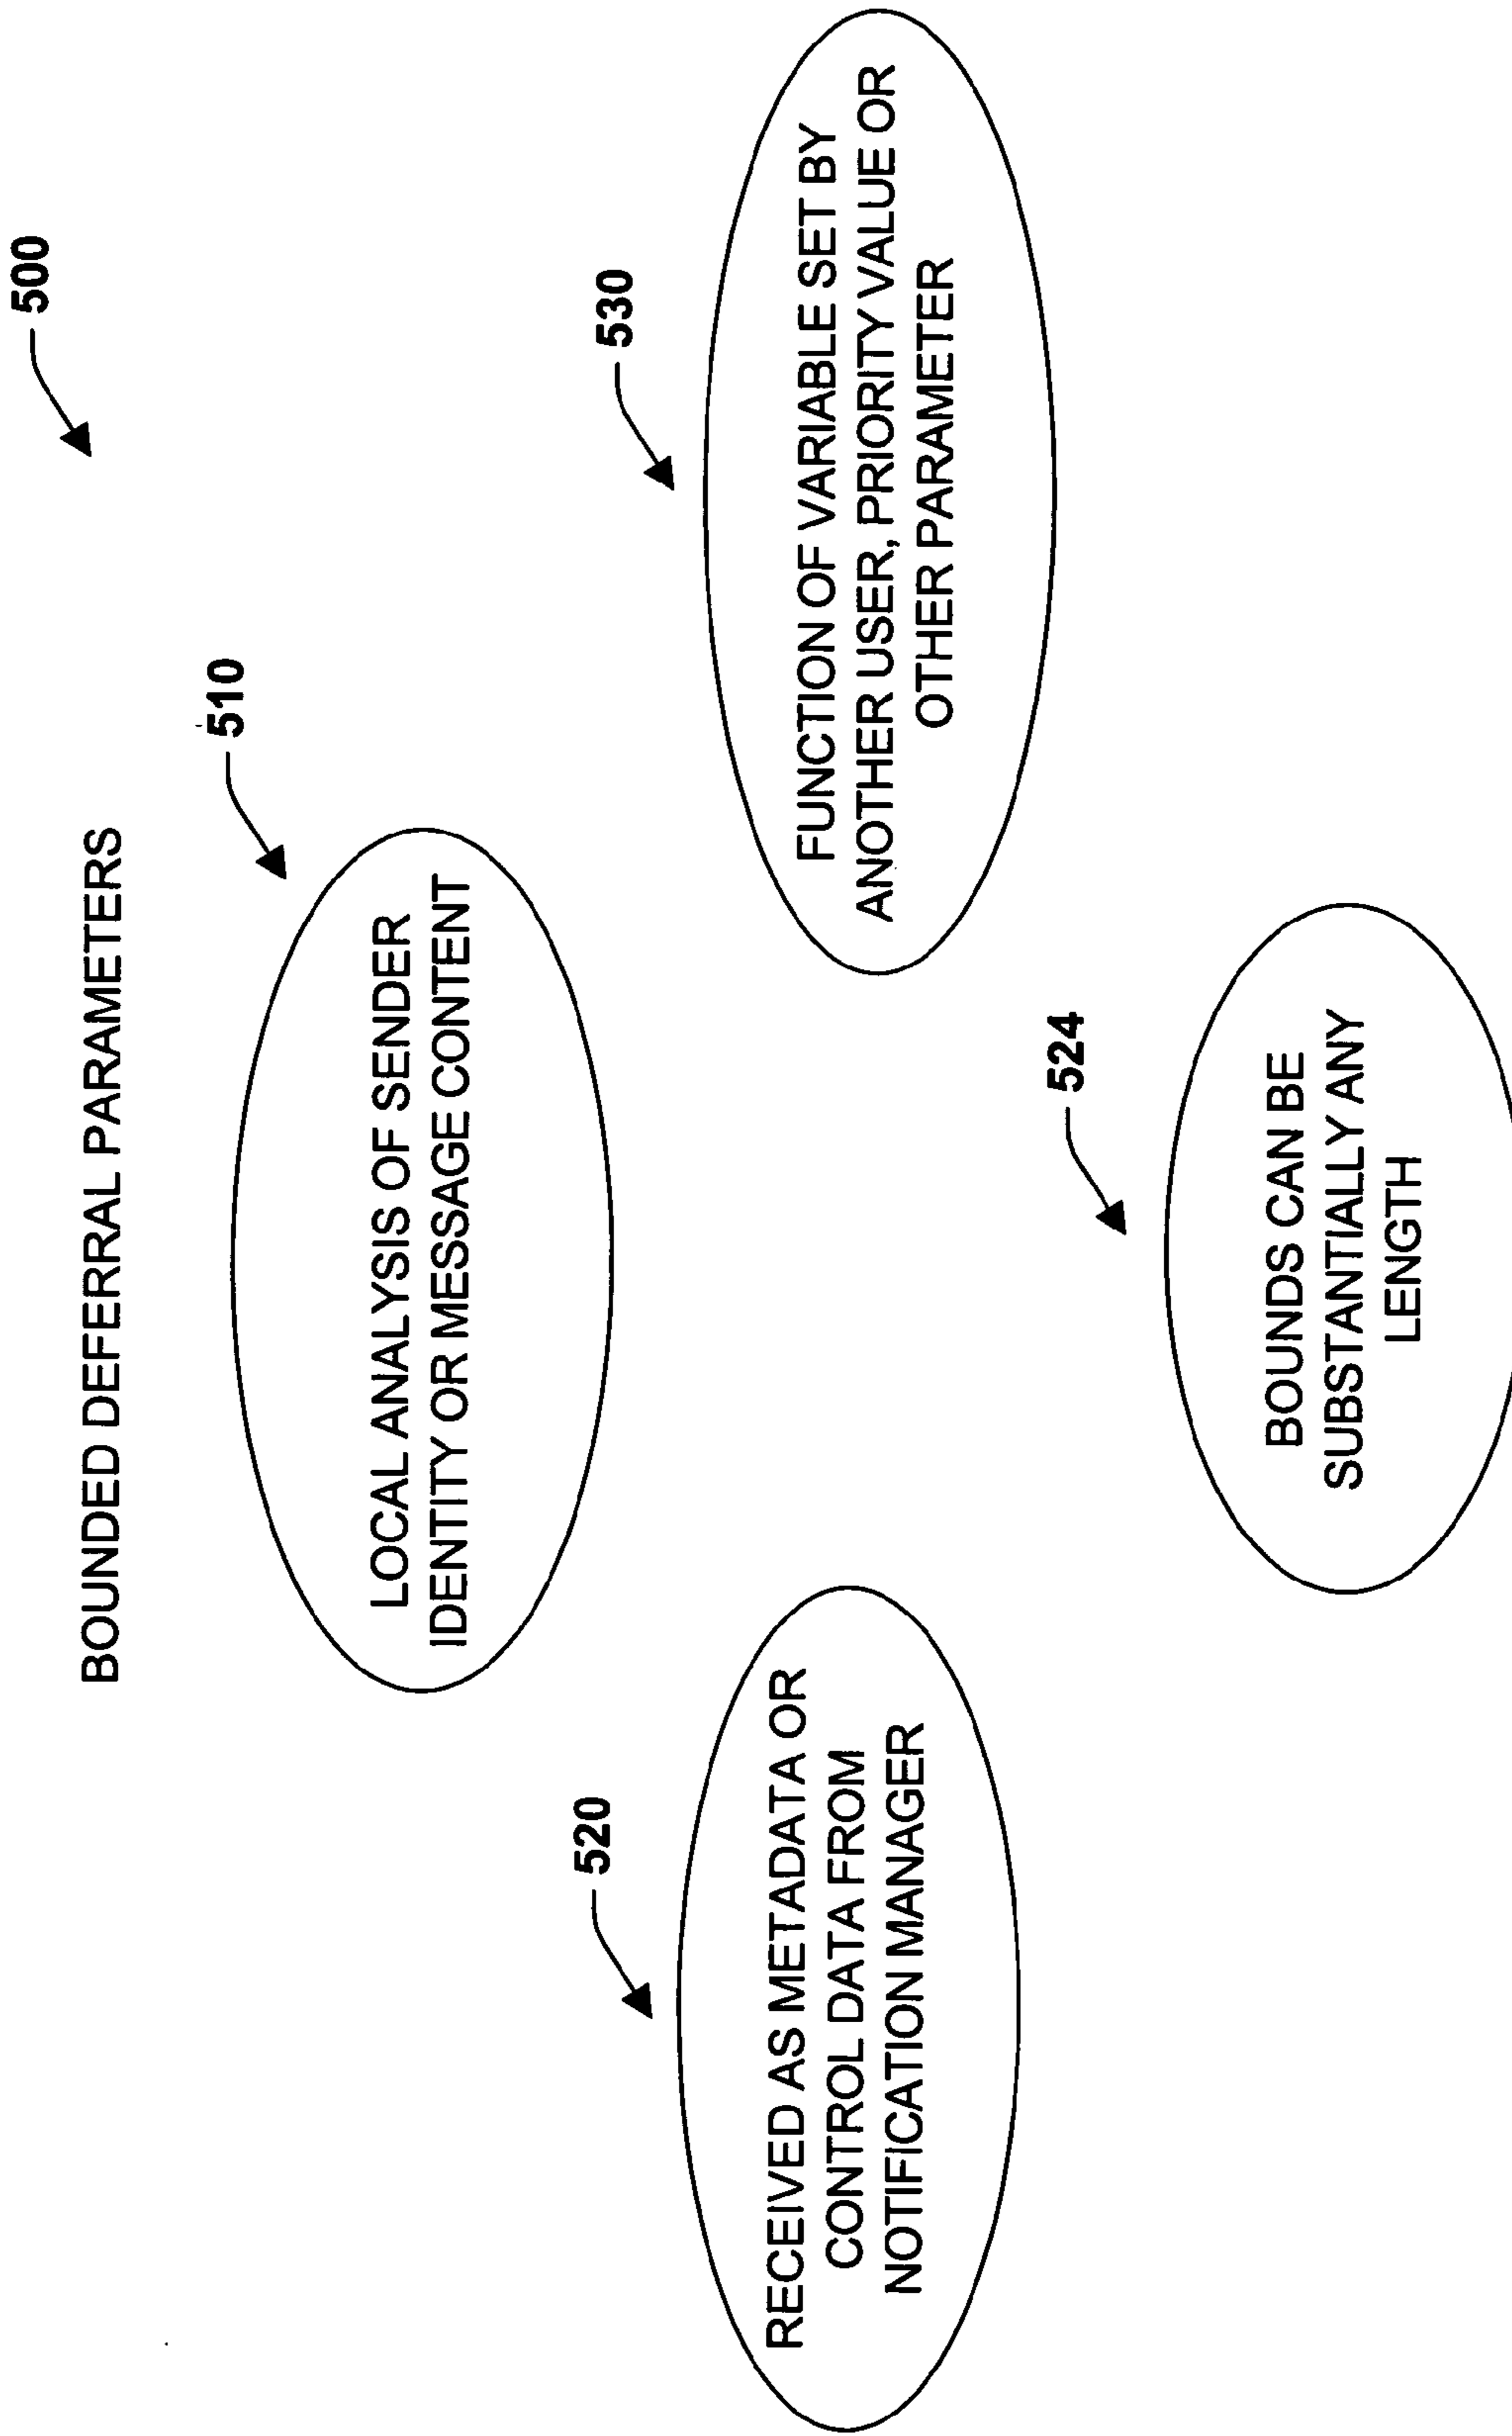 500
BOUNDED DEFERRAL PARAMETERS
510
LOCAL ANALYSIS OF SENDER
IDENTITY OR MESSAGE CONTENT
520
RECEIVED AS METADATA OR
CONTROL DATA FROM
NOTIFICATION MANAGER
530
FUNCTION OF VARIABLE SET BY
ANOTHER USER, PRIORITY VALUE OR
OTHER PARAMETER
524
BOUNDS CAN BE
SUBSTANTIALLY ANY
LENGTH